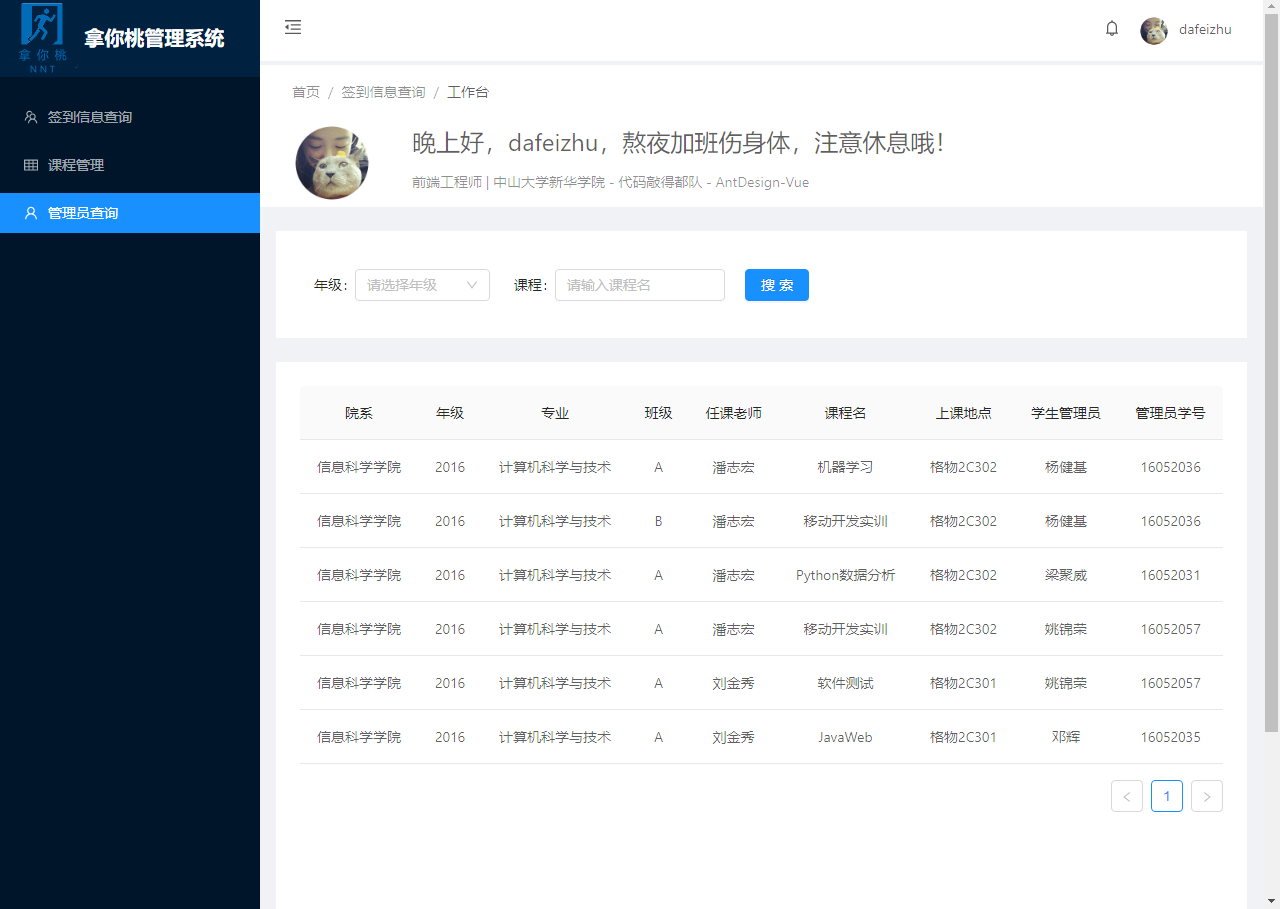 拿你桃
NNT
拿你桃管理系统
签到信息查询
课程管理
管理员查询
dafeizhu
首页 / 签到信息查询 / 工作台
晚上好，dafeizhu，熬夜加班伤身体，注意休息哦！
前端工程师 | 中山大学新华学院 - 代码敲得都队 - AntDesign-Vue
年级： 请选择年级 课程： 请输入课程名 搜 索
院系 年级 专业 班级 任课老师 课程名 上课地点 学生管理员 管理员学号
信息科学学院 2016 计算机科学与技术 A 潘志宏 机器学习 格物2C302 杨健基 16052036
信息科学学院 2016 计算机科学与技术 B 潘志宏 移动开发实训 格物2C302 杨健基 16052036
信息科学学院 2016 计算机科学与技术 A 潘志宏 Python数据分析 格物2C302 梁聚威 16052031
信息科学学院 2016 计算机科学与技术 A 潘志宏 移动开发实训 格物2C302 姚锦荣 16052057
信息科学学院 2016 计算机科学与技术 A 刘金秀 软件测试 格物2C301 姚锦荣 16052057
信息科学学院 2016 计算机科学与技术 A 刘金秀 JavaWeb 格物2C301 邓辉 16052035
1